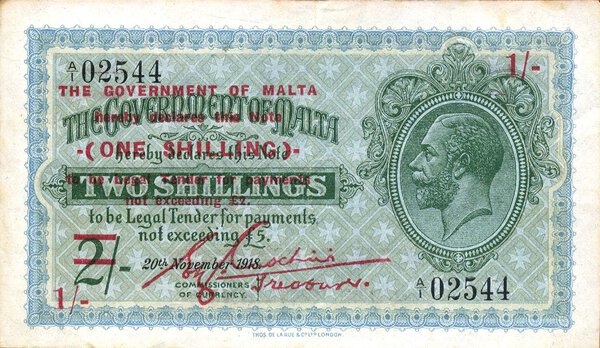 A/1 02544
1/-
THE GOVERNMENT OF MALTA
hereby declares this Note
THE GOVERNMENT OF MALTA
-(ONE SHILLING)-
hereby declares this Note
to be Legal Tender for payments
TWO SHILLINGS
not exceeding £2.
to be Legal Tender for payments
not exceeding £5.
2/-
20th November 1918.
1/-
COMMISSIONERS
OF CURRENCY.
Treasurer.
A/1 02544
THOS. DE LA RUE & CO. LTD. LONDON.